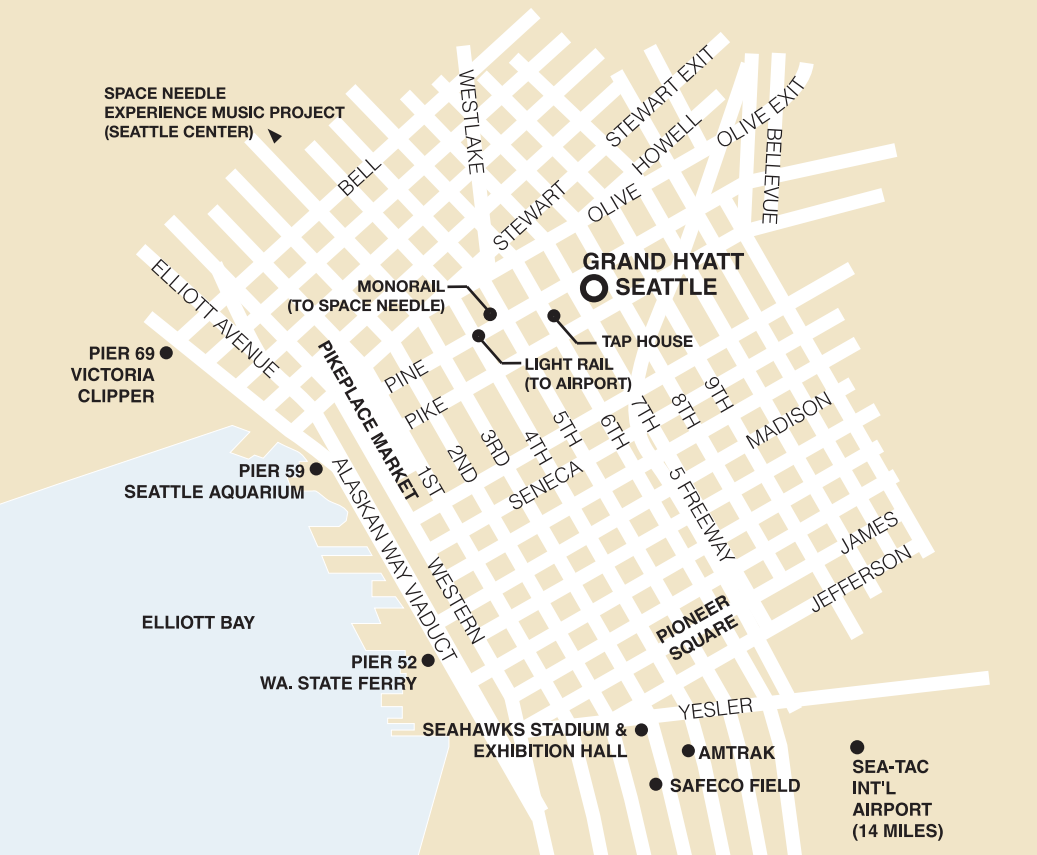 SPACE NEEDLE
EXPERIENCE MUSIC PROJECT
(SEATTLE CENTER)
WESTLAKE
STEWART EXIT
HOWELL
OLIVE EXIT
BELLEVUE
BELL
STEWART
OLIVE
ELLIOTT AVENUE
GRAND HYATT
SEATTLE
MONORAIL
(TO SPACE NEEDLE)
TAP HOUSE
LIGHT RAIL
(TO AIRPORT)
PIER 69
VICTORIA
CLIPPER
PIKEPLACE MARKET
PINE
PIKE
1ST
2ND
3RD
4TH
5TH
6TH
7TH
8TH
9TH
MADISON
SENECA
5 FREEWAY
PIER 59
SEATTLE AQUARIUM
ALASKAN WAY VIADUCT
WESTERN
JAMES
JEFFERSON
ELLIOTT BAY
PIONEER
SQUARE
PIER 52
WA. STATE FERRY
YESLER
SEAHAWKS STADIUM &
EXHIBITION HALL
AMTRAK
SAFECO FIELD
SEA-TAC
INT'L
AIRPORT
(14 MILES)